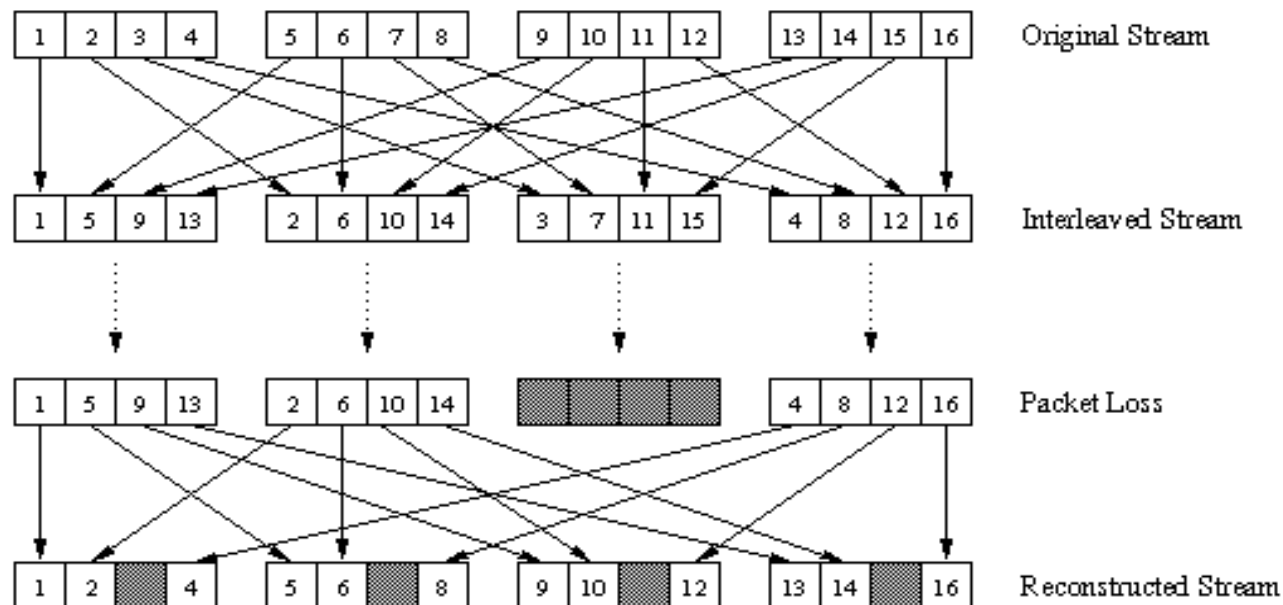 1 2 3 4 5 6 7 8 9 10 11 12 13 14 15 16 Original Stream
1 5 9 13 2 6 10 14 3 7 11 15 4 8 12 16 Interleaved Stream
1 5 9 13 2 6 10 14 4 8 12 16 Packet Loss
1 2 4 5 6 8 9 10 12 13 14 16 Reconstructed Stream